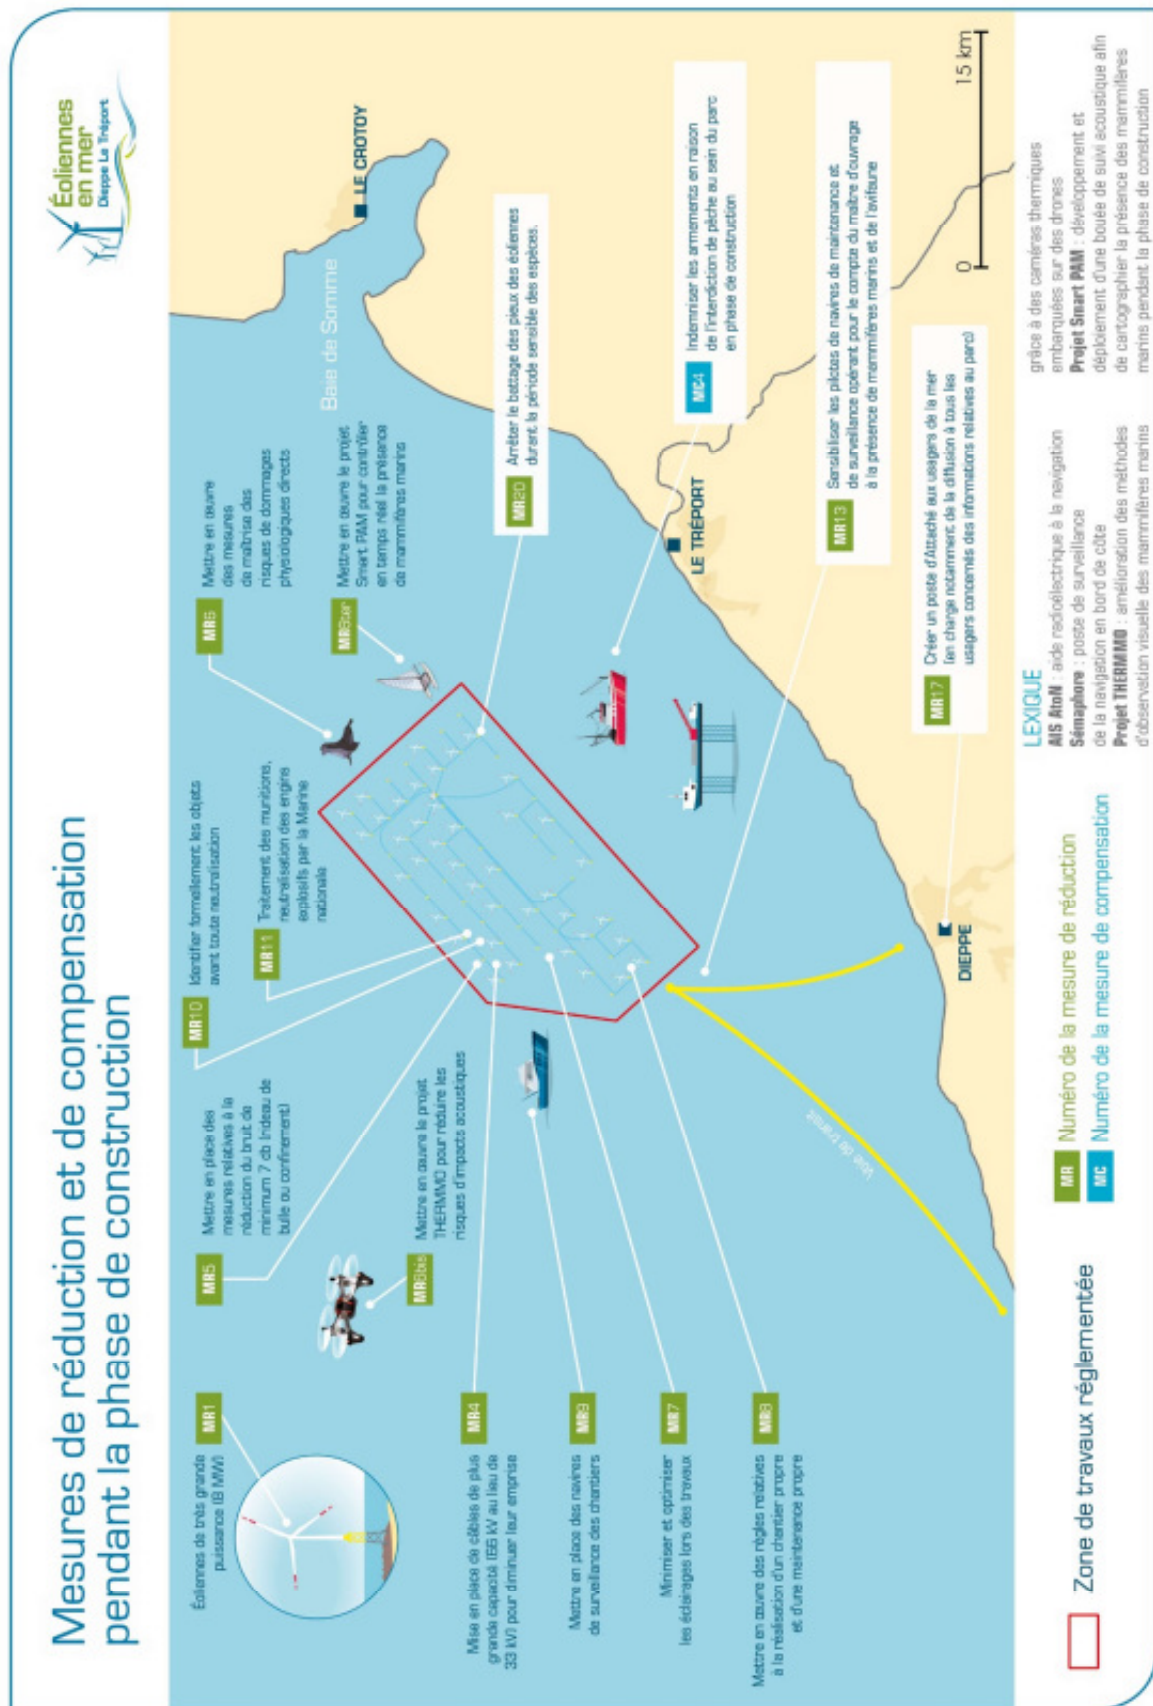 Mesures de réduction et de compensation
pendant la phase de construction
Éoliennes
en mer
Dieppe Le Tréport
Éoliennes de très grande
puissance (8 MW)
MR1
MR5
Mettre en place des
mesures relatives à la
réduction du bruit de
minimum 7 db (rideau de
bulle ou confinement)
MR10
Identifier formellement les objets
avant toute neutralisation
MR11
Traitement des munitions,
neutralisation des engins
explosifs par la Marine
nationale
MR6
Mettre en œuvre
des mesures
de maîtrise des
risques de dommages
physiologiques directs
MR6ter
Mettre en œuvre le projet
Smart PAM pour contrôler
en temps réel la présence
de mammifères marins
MR6bis
Mettre en œuvre le projet
THERMMO pour réduire les
risques d'impacts acoustiques
Baie de Somme
LE CROTOY
MR4
Mise en place de câbles de plus
grande capacité (66 kV au lieu de
33 kV) pour diminuer leur emprise
MR20
Arrêter le battage des pieux des éoliennes
durant la période sensible des espèces.
MR9
Mettre en place des navires
de surveillance des chantiers
MR7
Minimiser et optimiser
les éclairages lors des travaux
MC4
Indemniser les armements en raison
de l'interdiction de pêche au sein du parc
en phase de construction
LE TRÉPORT
MR8
Mettre en œuvre des règles relatives
à la réalisation d'un chantier propre
et d'une maintenance propre
MR13
Sensibiliser les pilotes de navires de maintenance et
de surveillance opérant pour le compte du maître d'ouvrage
à la présence de mammifères marins et de l'avifaune
Voie de transit
DIEPPE
MR17
Créer un poste d'Attaché aux usagers de la mer
(en charge notamment de la diffusion à tous les
usagers concernés des informations relatives au parc)
0
15 km
Zone de travaux réglementée
MR Numéro de la mesure de réduction
MC Numéro de la mesure de compensation
LEXIQUE
AIS AtoN : aide radioélectrique à la navigation
Sémaphore : poste de surveillance
de la navigation en bord de côte
Projet THERMMO : amélioration des méthodes
d'observation visuelle des mammifères marins
grâce à des caméras thermiques
embarquées sur des drones
Projet Smart PAM : développement et
déploiement d'une bouée de suivi acoustique afin
de cartographier la présence des mammifères
marins pendant la phase de construction